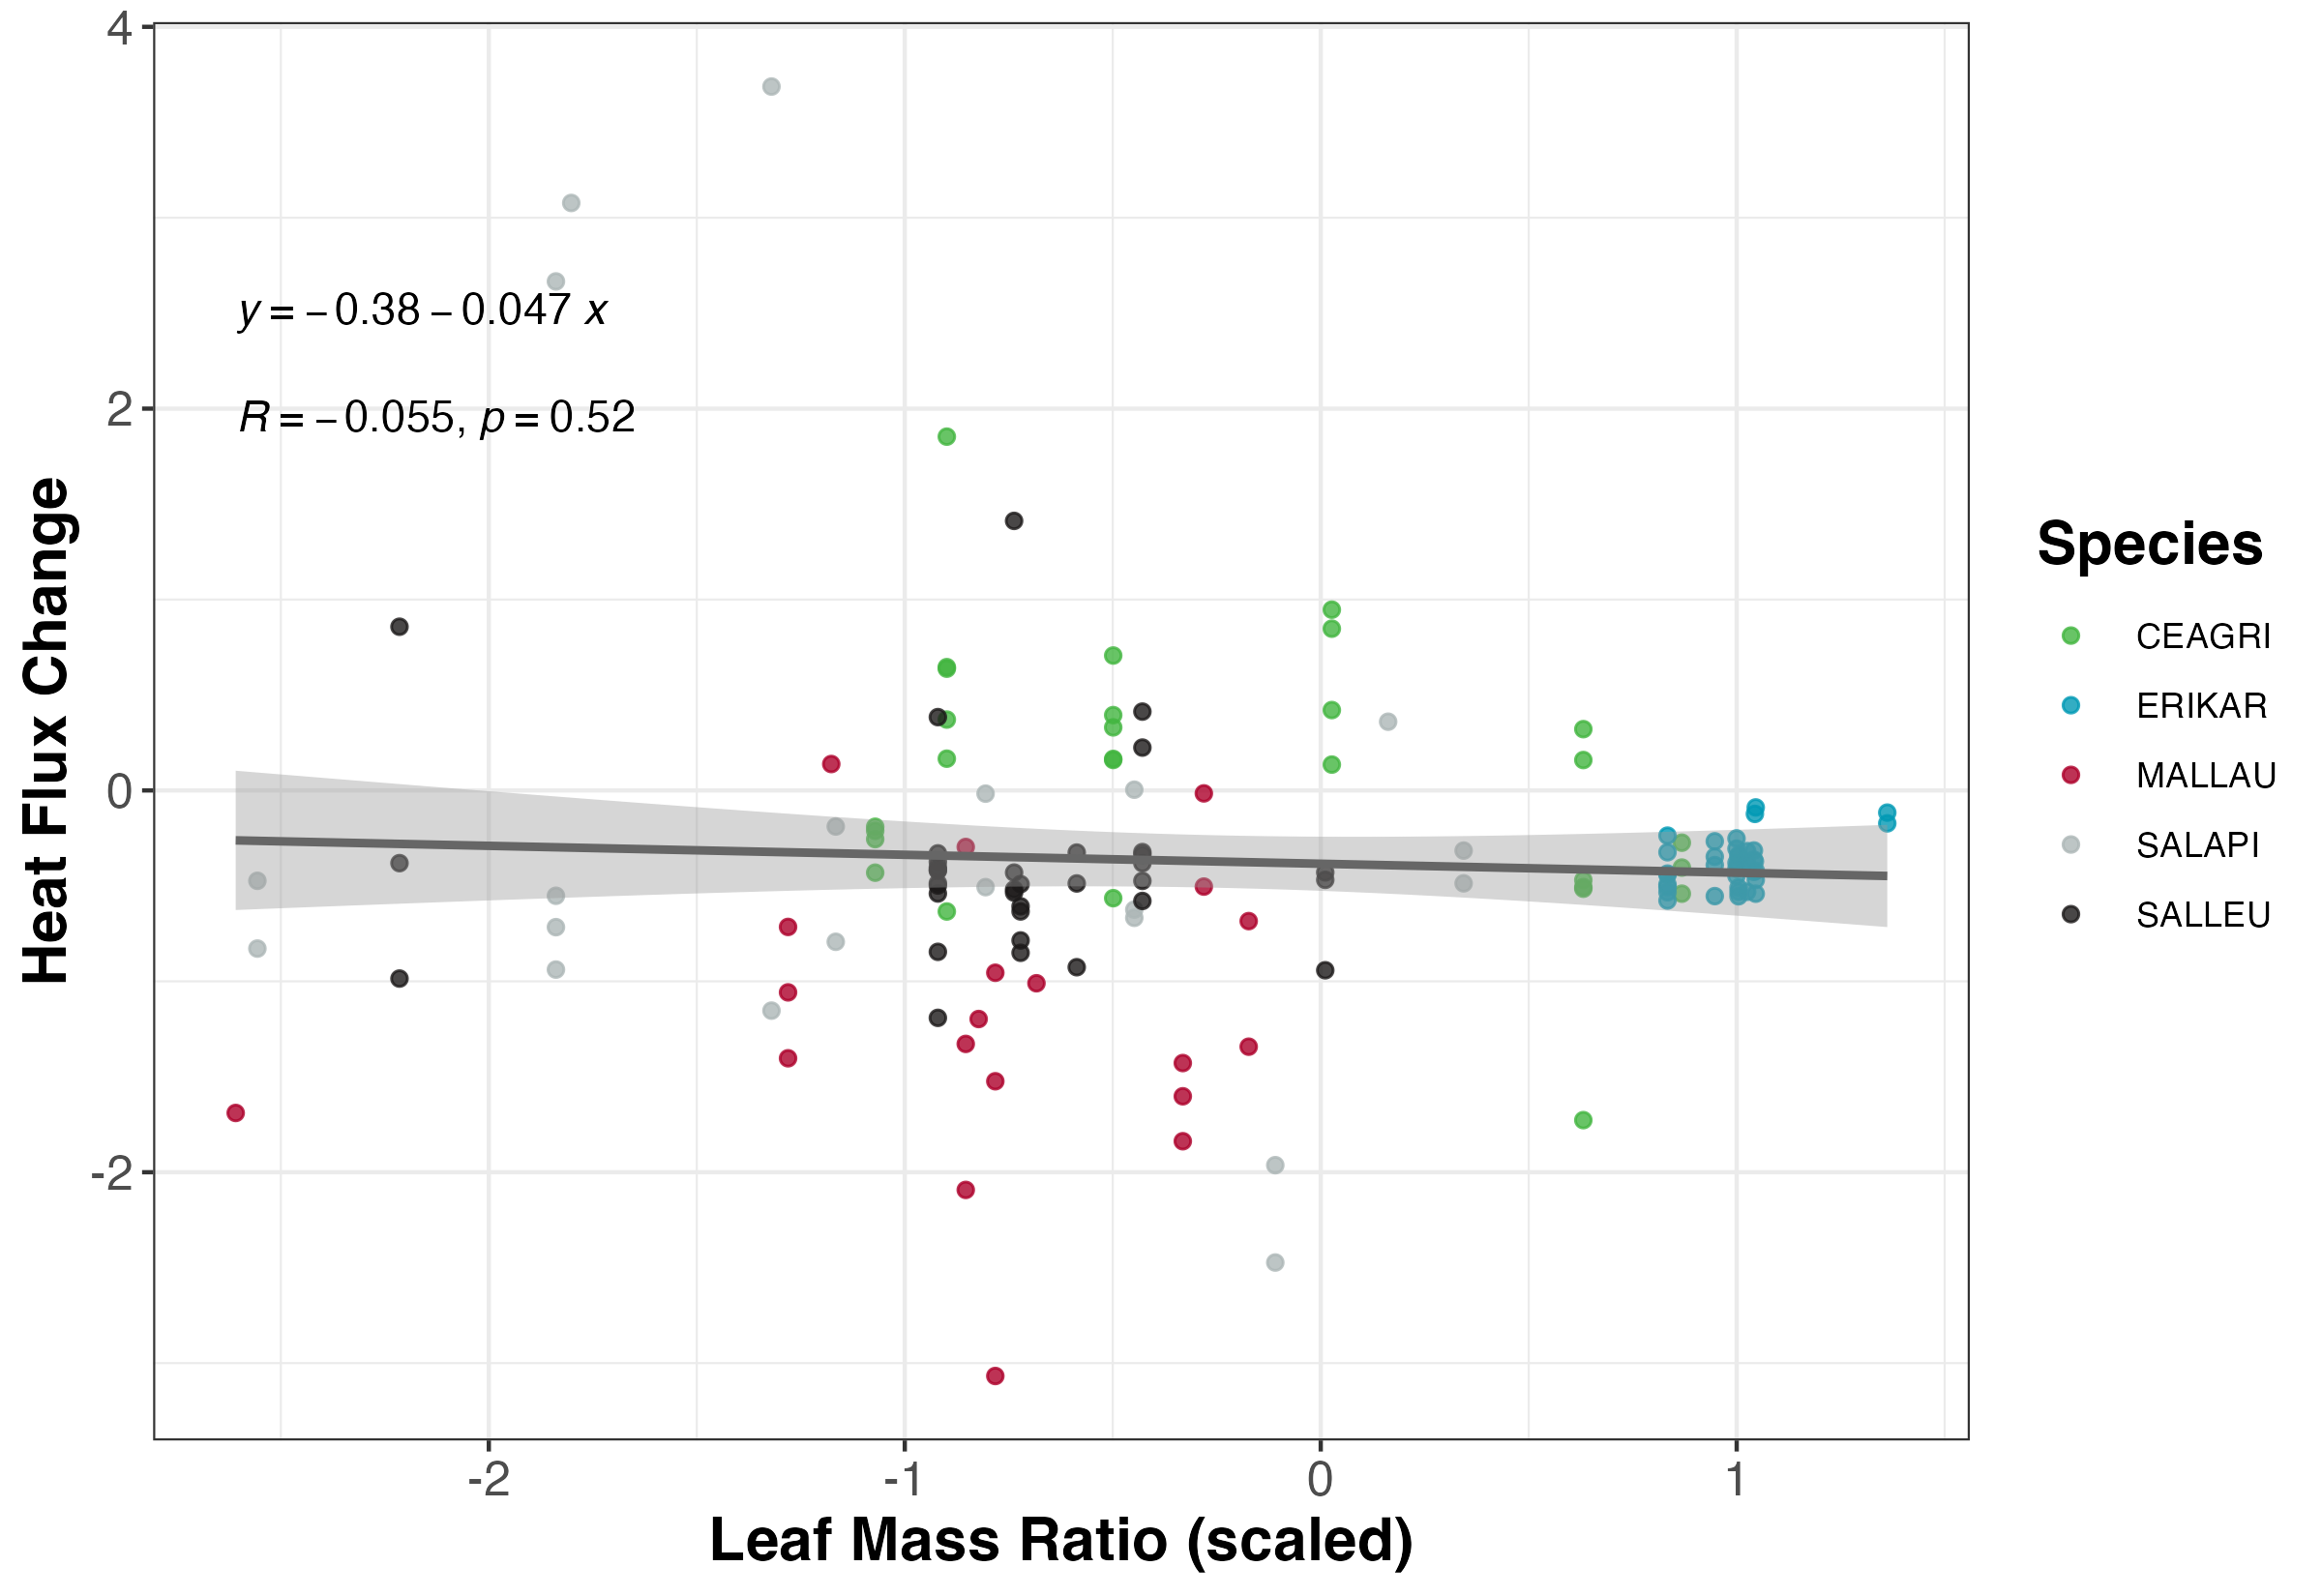 4
2
0
-2
y = −0.38 − 0.047 x
R = −0.055, p = 0.52
Heat Flux Change
-2
-1
0
1
Leaf Mass Ratio (scaled)
Species
CEAGRI
ERIKAR
MALLAU
SALAPI
SALLEU